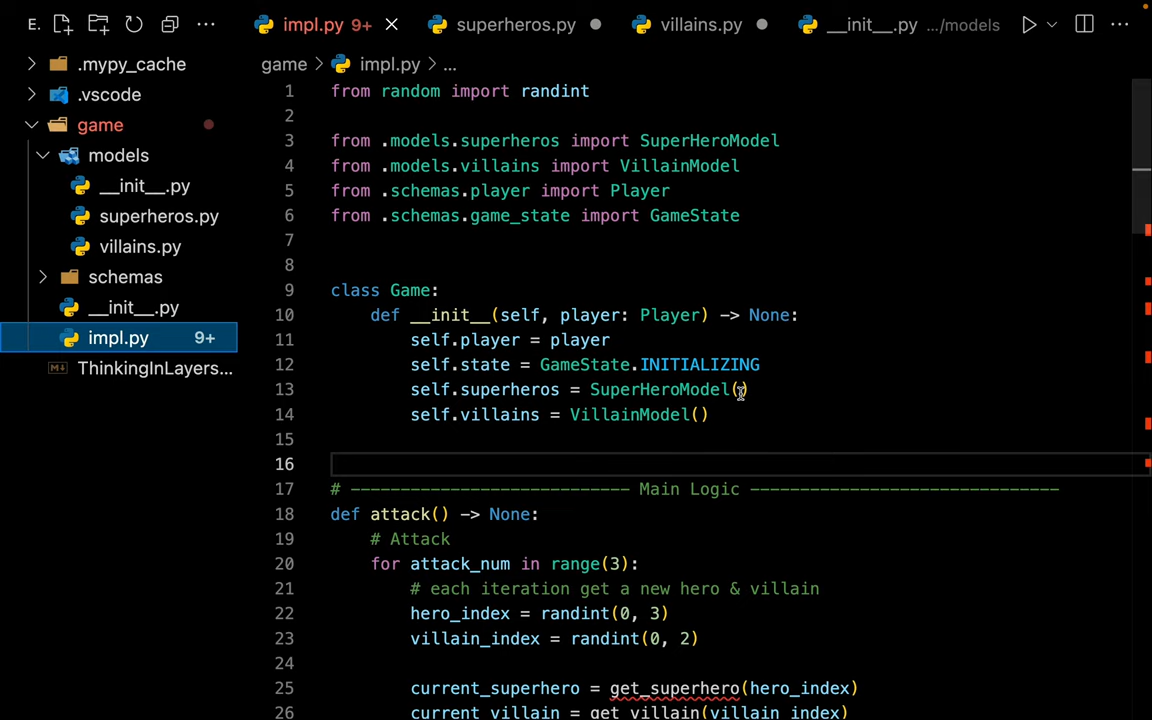 E. ...
impl.py 9+
superheros.py
villains.py
__init__.py .../models
.mypy_cache
.vscode
game
models
__init__.py
superheros.py
villains.py
schemas
__init__.py
impl.py 9+
ThinkingInLayers...
game > impl.py > ...
1 from random import randint
2
3 from .models.superheros import SuperHeroModel
4 from .models.villains import VillainModel
5 from .schemas.player import Player
6 from .schemas.game_state import GameState
7
8
9 class Game:
10 def __init__(self, player: Player) -> None:
11 self.player = player
12 self.state = GameState.INITIALIZING
13 self.superheros = SuperHeroModel()
14 self.villains = VillainModel()
15
16
17 # ---------------------------- Main Logic -------------------------------
18 def attack() -> None:
19 # Attack
20 for attack_num in range(3):
21 # each iteration get a new hero & villain
22 hero_index = randint(0, 3)
23 villain_index = randint(0, 2)
24
25 current_superhero = get_superhero(hero_index)
26 current_villain = get_villain(villain_index)